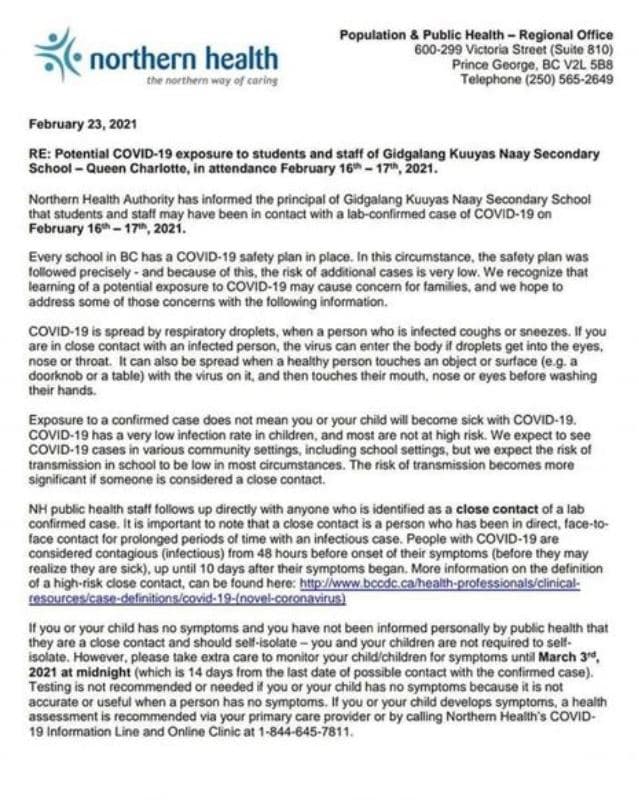 northern health
the northern way of caring
Population & Public Health – Regional Office
600-299 Victoria Street (Suite 810)
Prince George, BC V2L 5B8
Telephone (250) 565-2649
February 23, 2021
RE: Potential COVID-19 exposure to students and staff of Gidgalang Kuuyas Naay Secondary
School – Queen Charlotte, in attendance February 16th – 17th, 2021.
Northern Health Authority has informed the principal of Gidgalang Kuuyas Naay Secondary School
that students and staff may have been in contact with a lab-confirmed case of COVID-19 on
February 16th – 17th, 2021.
Every school in BC has a COVID-19 safety plan in place. In this circumstance, the safety plan was
followed precisely - and because of this, the risk of additional cases is very low. We recognize that
learning of a potential exposure to COVID-19 may cause concern for families, and we hope to
address some of those concerns with the following information.
COVID-19 is spread by respiratory droplets, when a person who is infected coughs or sneezes. If you
are in close contact with an infected person, the virus can enter the body if droplets get into the eyes,
nose or throat. It can also be spread when a healthy person touches an object or surface (e.g. a
doorknob or a table) with the virus on it, and then touches their mouth, nose or eyes before washing
their hands.
Exposure to a confirmed case does not mean you or your child will become sick with COVID-19.
COVID-19 has a very low infection rate in children, and most are not at high risk. We expect to see
COVID-19 cases in various community settings, including school settings, but we expect the risk of
transmission in school to be low in most circumstances. The risk of transmission becomes more
significant if someone is considered a close contact.
NH public health staff follows up directly with anyone who is identified as a close contact of a lab
confirmed case. It is important to note that a close contact is a person who has been in direct, face-to-
face contact for prolonged periods of time with an infectious case. People with COVID-19 are
considered contagious (infectious) from 48 hours before onset of their symptoms (before they may
realize they are sick), up until 10 days after their symptoms began. More information on the definition
of a high-risk close contact, can be found here: http://www.bccdc.ca/health-professionals/clinical-
resources/case-definitions/covid-19-(novel-coronavirus)
If you or your child has no symptoms and you have not been informed personally by public health that
they are a close contact and should self-isolate – you and your children are not required to self-
isolate. However, please take extra care to monitor your child/children for symptoms until March 3rd,
2021 at midnight (which is 14 days from the last date of possible contact with the confirmed case).
Testing is not recommended or needed if you or your child has no symptoms because it is not
accurate or useful when a person has no symptoms. If you or your child develops symptoms, a health
assessment is recommended via your primary care provider or by calling Northern Health's COVID-
19 Information Line and Online Clinic at 1-844-645-7811.